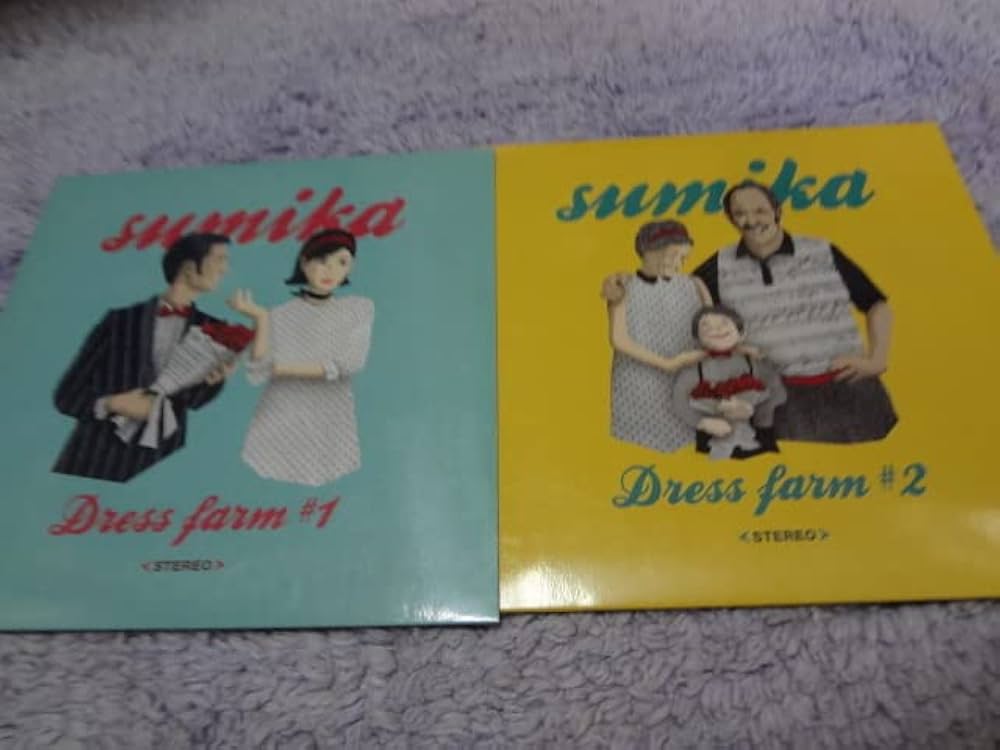 sumika
Dress farm #1
<STEREO>
sumika
Dress farm #2
<STEREO>